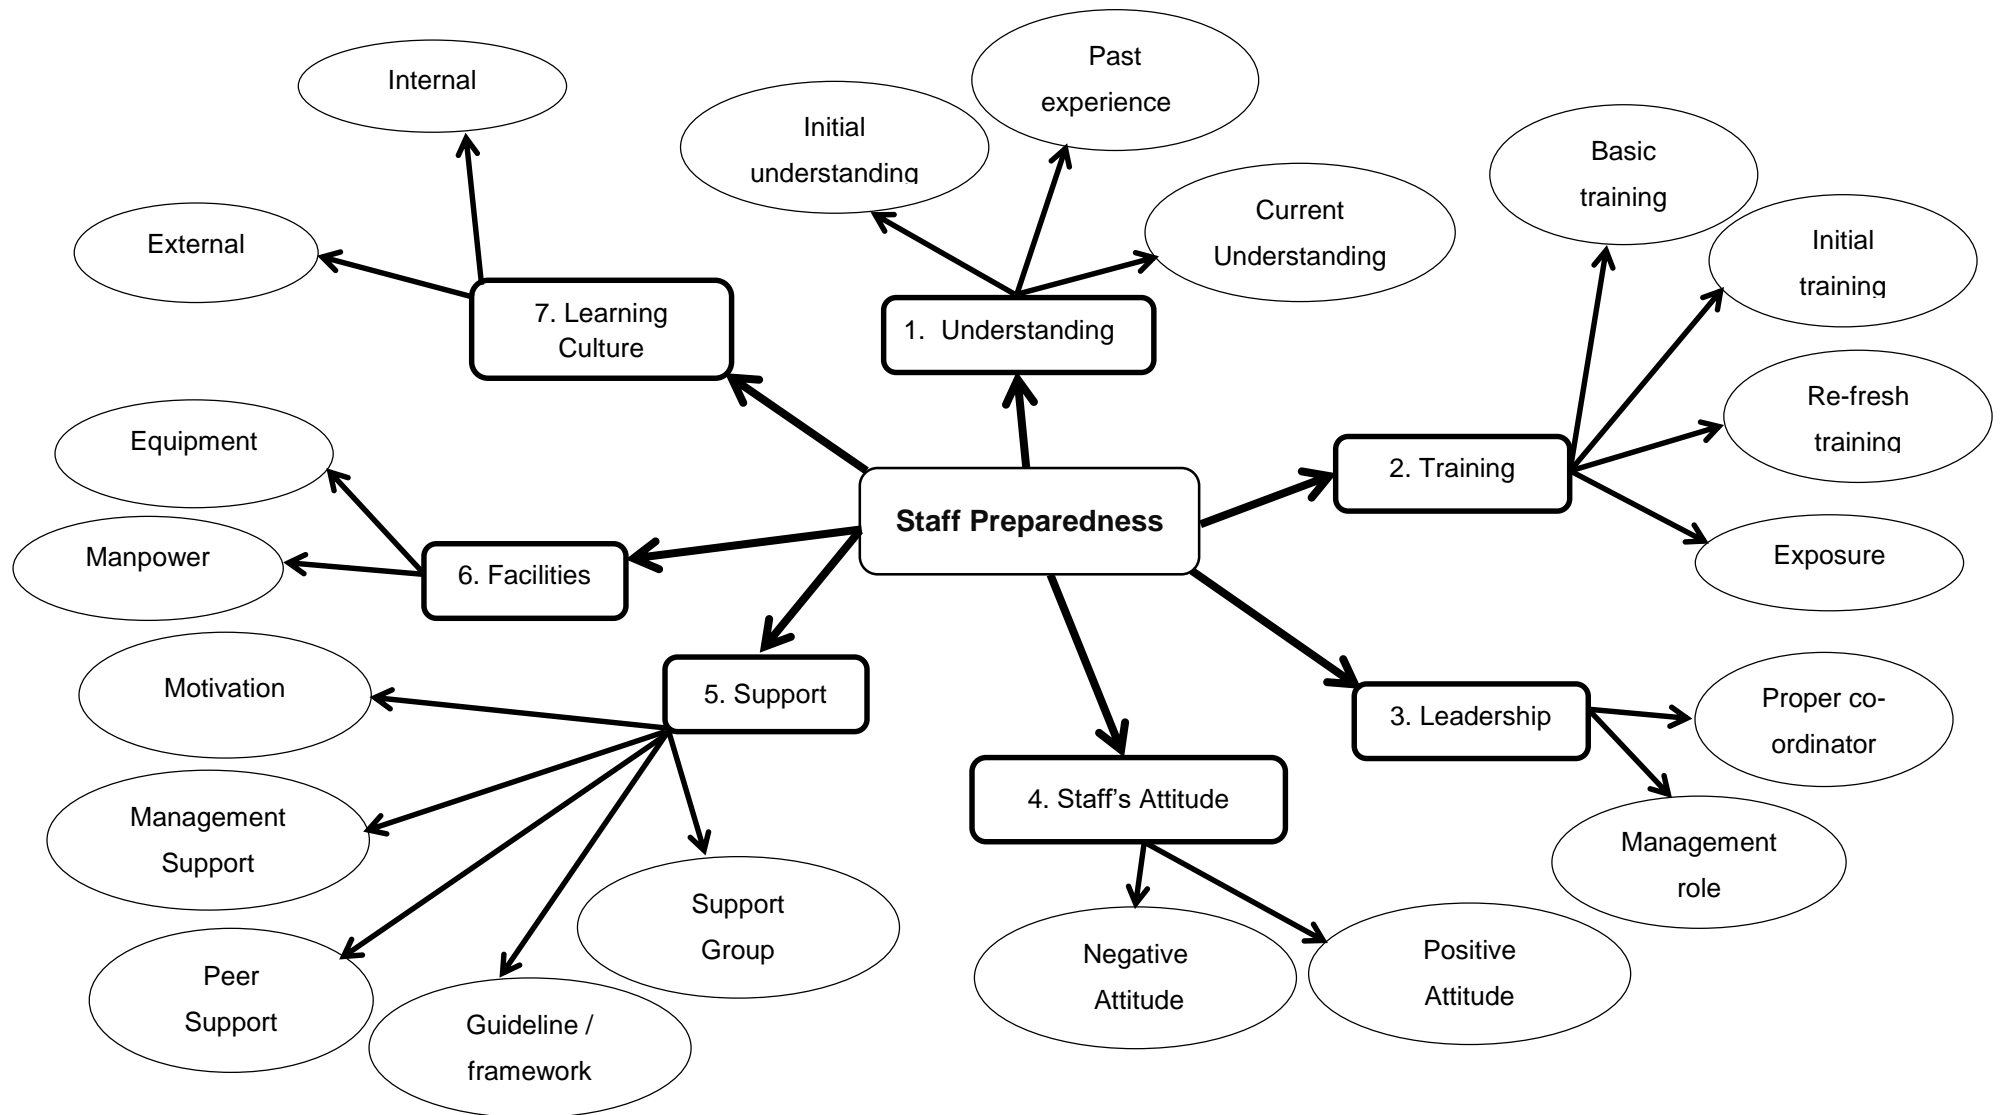 Internal
External
7. Learning
Culture
Initial
understanding
Past
experience
Current
Understanding
1. Understanding
Basic
training
Initial
training
Re-fresh
training
Exposure
2. Training
Staff Preparedness
Equipment
Manpower
6. Facilities
Motivation
Management
Support
Peer
Support
Guideline /
framework
Support
Group
5. Support
4. Staff’s Attitude
Negative
Attitude
Positive
Attitude
3. Leadership
Proper co-
ordinator
Management
role